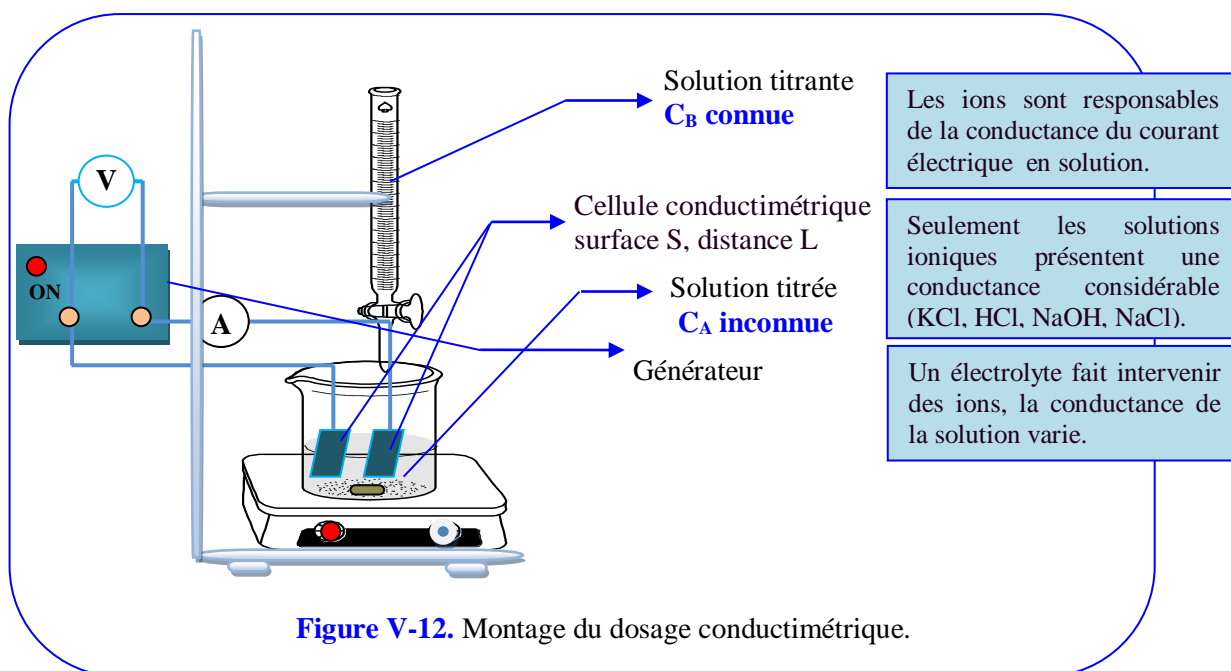 Solution titrante
C_B connue
Cellule conductimétrique
surface S, distance L
Solution titrée
C_A inconnue
Générateur
V
ON
A
Les ions sont responsables
de la conductance du courant
électrique en solution.
Seulement les solutions
ioniques présentent une
conductance considérable
(KCl, HCl, NaOH, NaCl).
Un électrolyte fait intervenir
des ions, la conductance de
la solution varie.
Figure V-12. Montage du dosage conductimétrique.